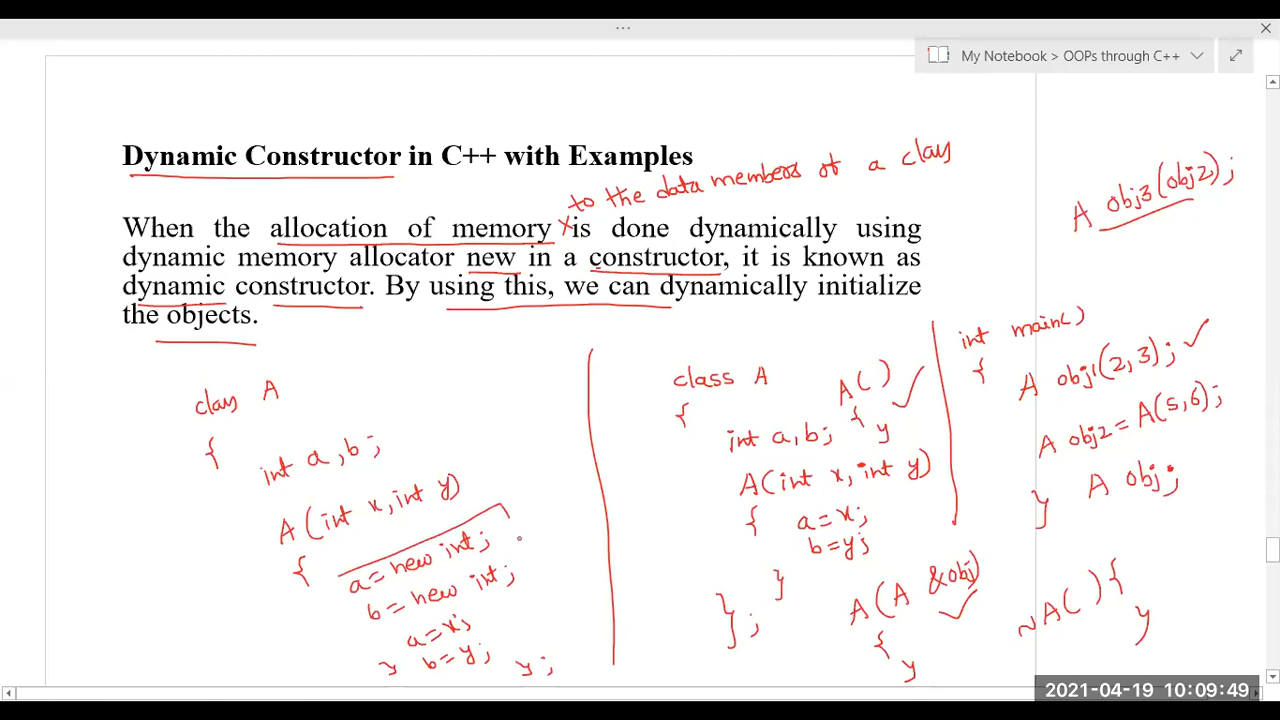 My Notebook > OOPs through C++
Dynamic Constructor in C++ with Examples
to the data members of a class
When the allocation of memory is done dynamically using
dynamic memory allocator new in a constructor, it is known as
dynamic constructor. By using this, we can dynamically initialize
the objects.
class A
{
int a,b;
A(int x,int y)
{
a=new int;
b=new int;
a=x;
} b=y; };
class A
{ A( )
int a,b; {
}
A(int x, int y)
{ a=x;
b=y;
}
};
A(A &obj)
{
}
A obj3(obj2);
int main( )
{
A obj1(2,3); ✓
A obj2=A(5,6);
A obj;
}
~A( ) {
}
2021-04-19 10:09:49